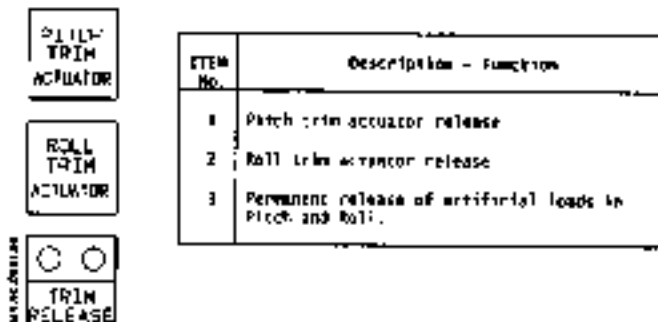 PITCH
TRIM
ACTUATOR
ROLL
TRIM
ACTUATOR
TRIM
RELEASE
ITEM No. Description - Function
1 Pitch trim actuator release
2 Roll trim actuator release
3 Permanent release of artificial loads in
Pitch and Roll.